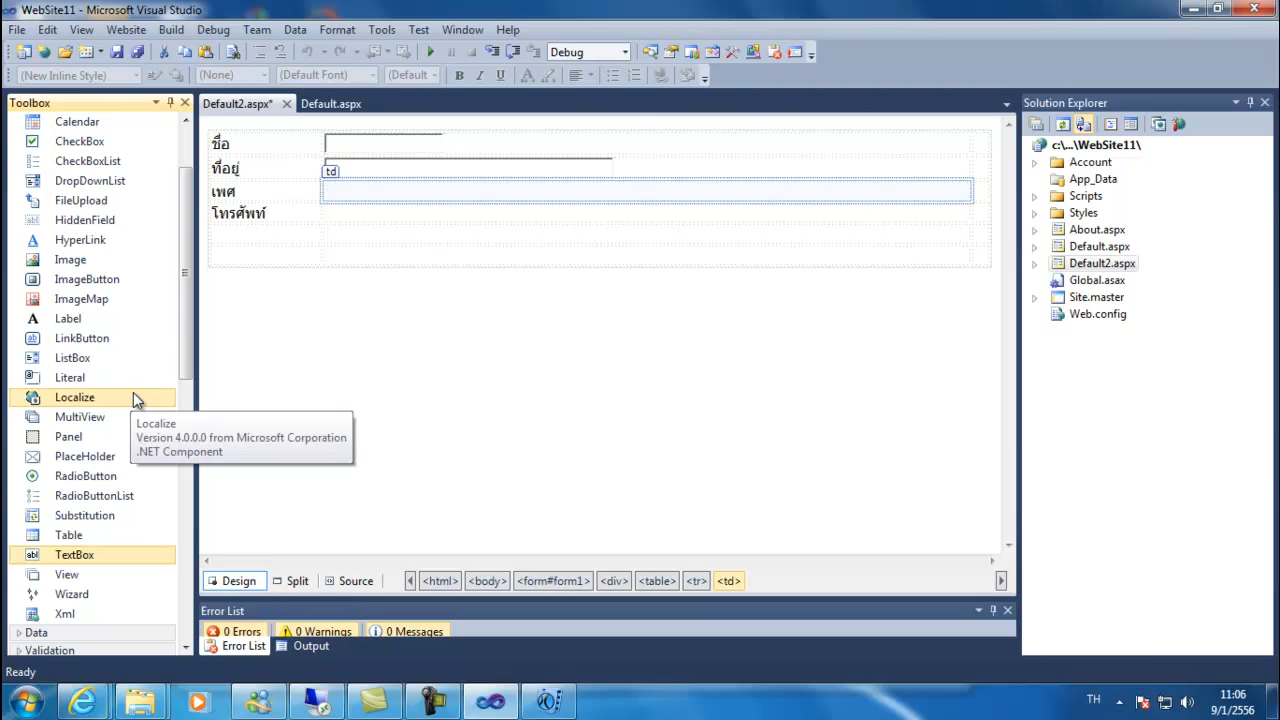 WebSite11 - Microsoft Visual Studio
File Edit View Website Build Debug Team Data Format Tools Test Window Help
Debug
(New Inline Style) (None) (Default Font) (Default B I U A
Toolbox
Default2.aspx* Default.aspx
Solution Explorer
Calendar
CheckBox
CheckBoxList
DropDownList
FileUpload
HiddenField
HyperLink
Image
ImageButton
ImageMap
Label
LinkButton
ListBox
Literal
Localize
MultiView
Panel
PlaceHolder
RadioButton
RadioButtonList
Substitution
Table
TextBox
View
Wizard
Xml
Data
Validation
ชื่อ
ที่อยู่
td
เพศ
โทรศัพท์
Localize
Version 4.0.0.0 from Microsoft Corporation
.NET Component
Design Split Source <html> <body> <form#form1> <div> <table> <tr> <td>
Error List
0 Errors 0 Warnings 0 Messages
Error List Output
c:\...\WebSite11\
Account
App_Data
Scripts
Styles
About.aspx
Default.aspx
Default2.aspx
Global.asax
Site.master
Web.config
Ready
TH
11:06
9/1/2556